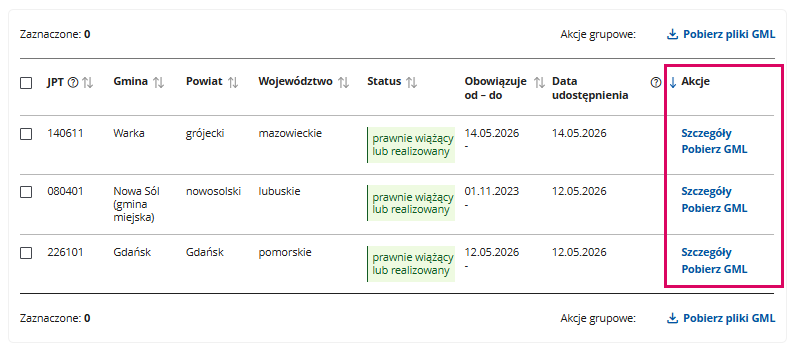 Zaznaczone: 0 Akcje grupowe: Pobierz pliki GML
JPT Gmina Powiat Województwo Status Obowiązuje od – do Data udostępnienia Akcje
140611 Warka grójecki mazowieckie prawnie wiążący lub realizowany 14.05.2026 - 14.05.2026 Szczegóły Pobierz GML
080401 Nowa Sól (gmina miejska) nowosolski lubuskie prawnie wiążący lub realizowany 01.11.2023 - 12.05.2026 Szczegóły Pobierz GML
226101 Gdańsk Gdańsk pomorskie prawnie wiążący lub realizowany 12.05.2026 - 12.05.2026 Szczegóły Pobierz GML
Zaznaczone: 0 Akcje grupowe: Pobierz pliki GML